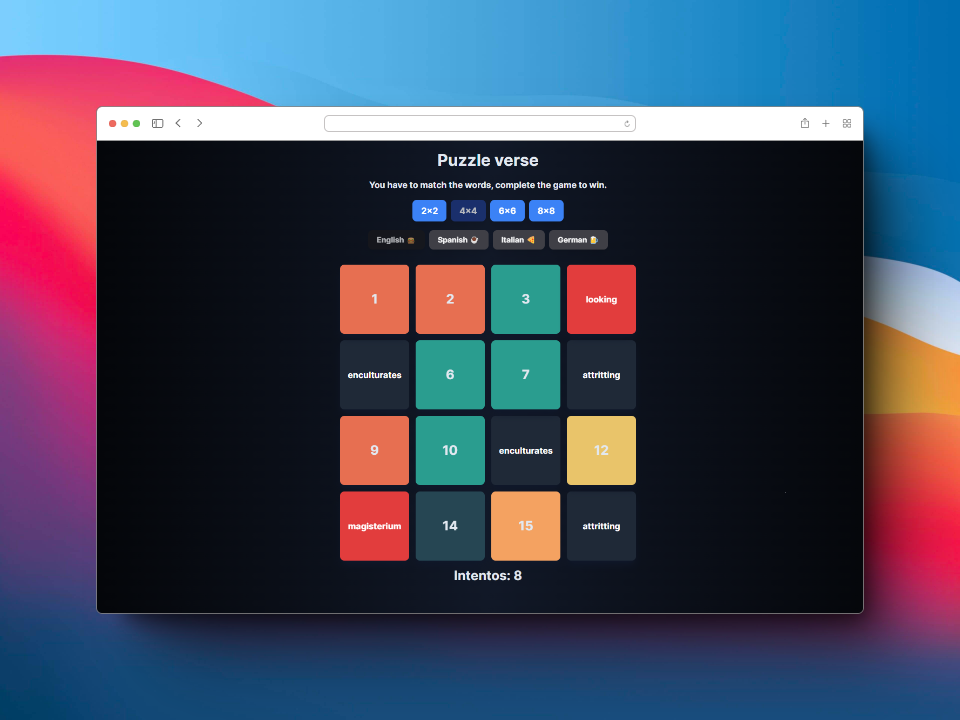 Puzzle verse
You have to match the words, complete the game to win.
2×2 4×4 6×6 8×8
English Spanish Italian German
1 2 3 looking
enculturates 6 7 attritting
9 10 enculturates 12
magisterium 14 15 attritting
Intentos: 8